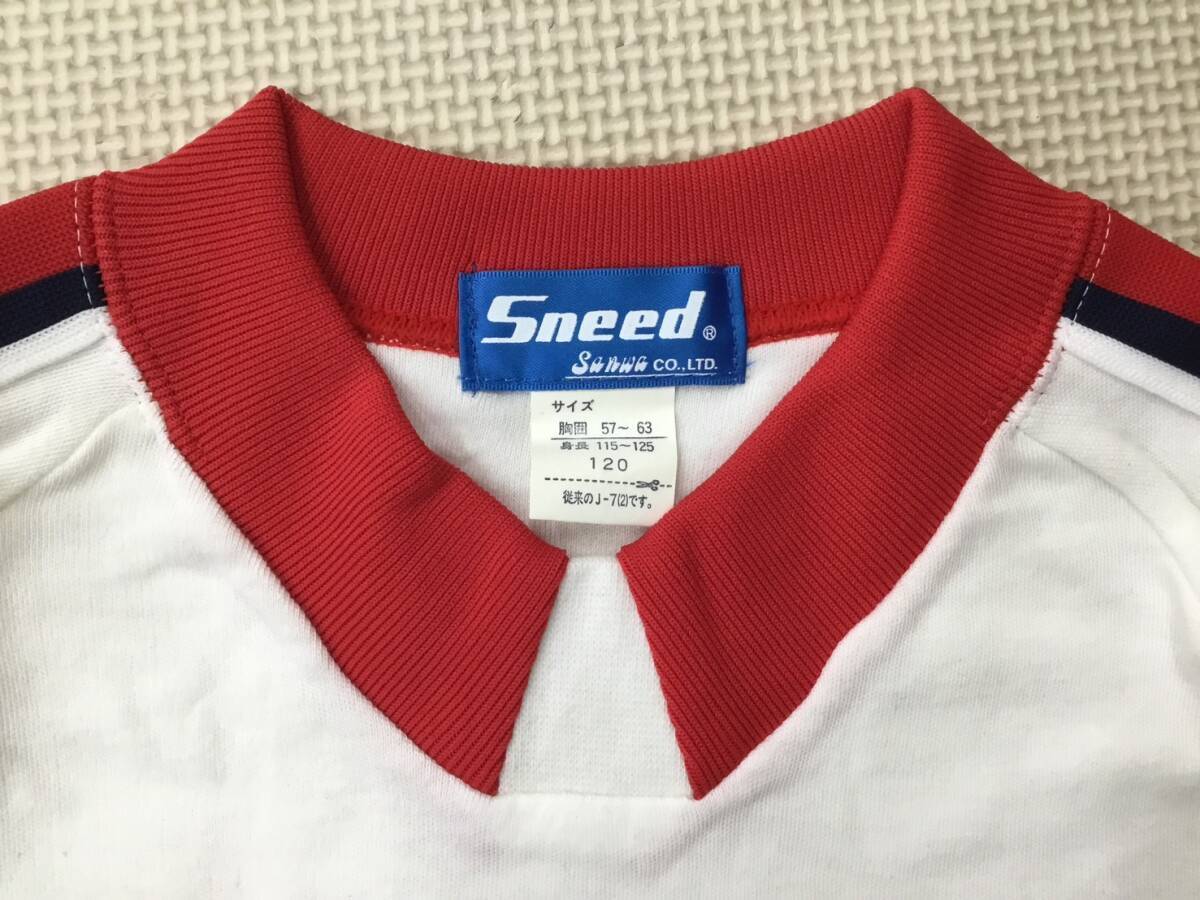 Sneed®
Sanwa CO.,LTD.
サイズ
胸囲 57～63
身長 115～125
120
従来のJ-7(2)です。